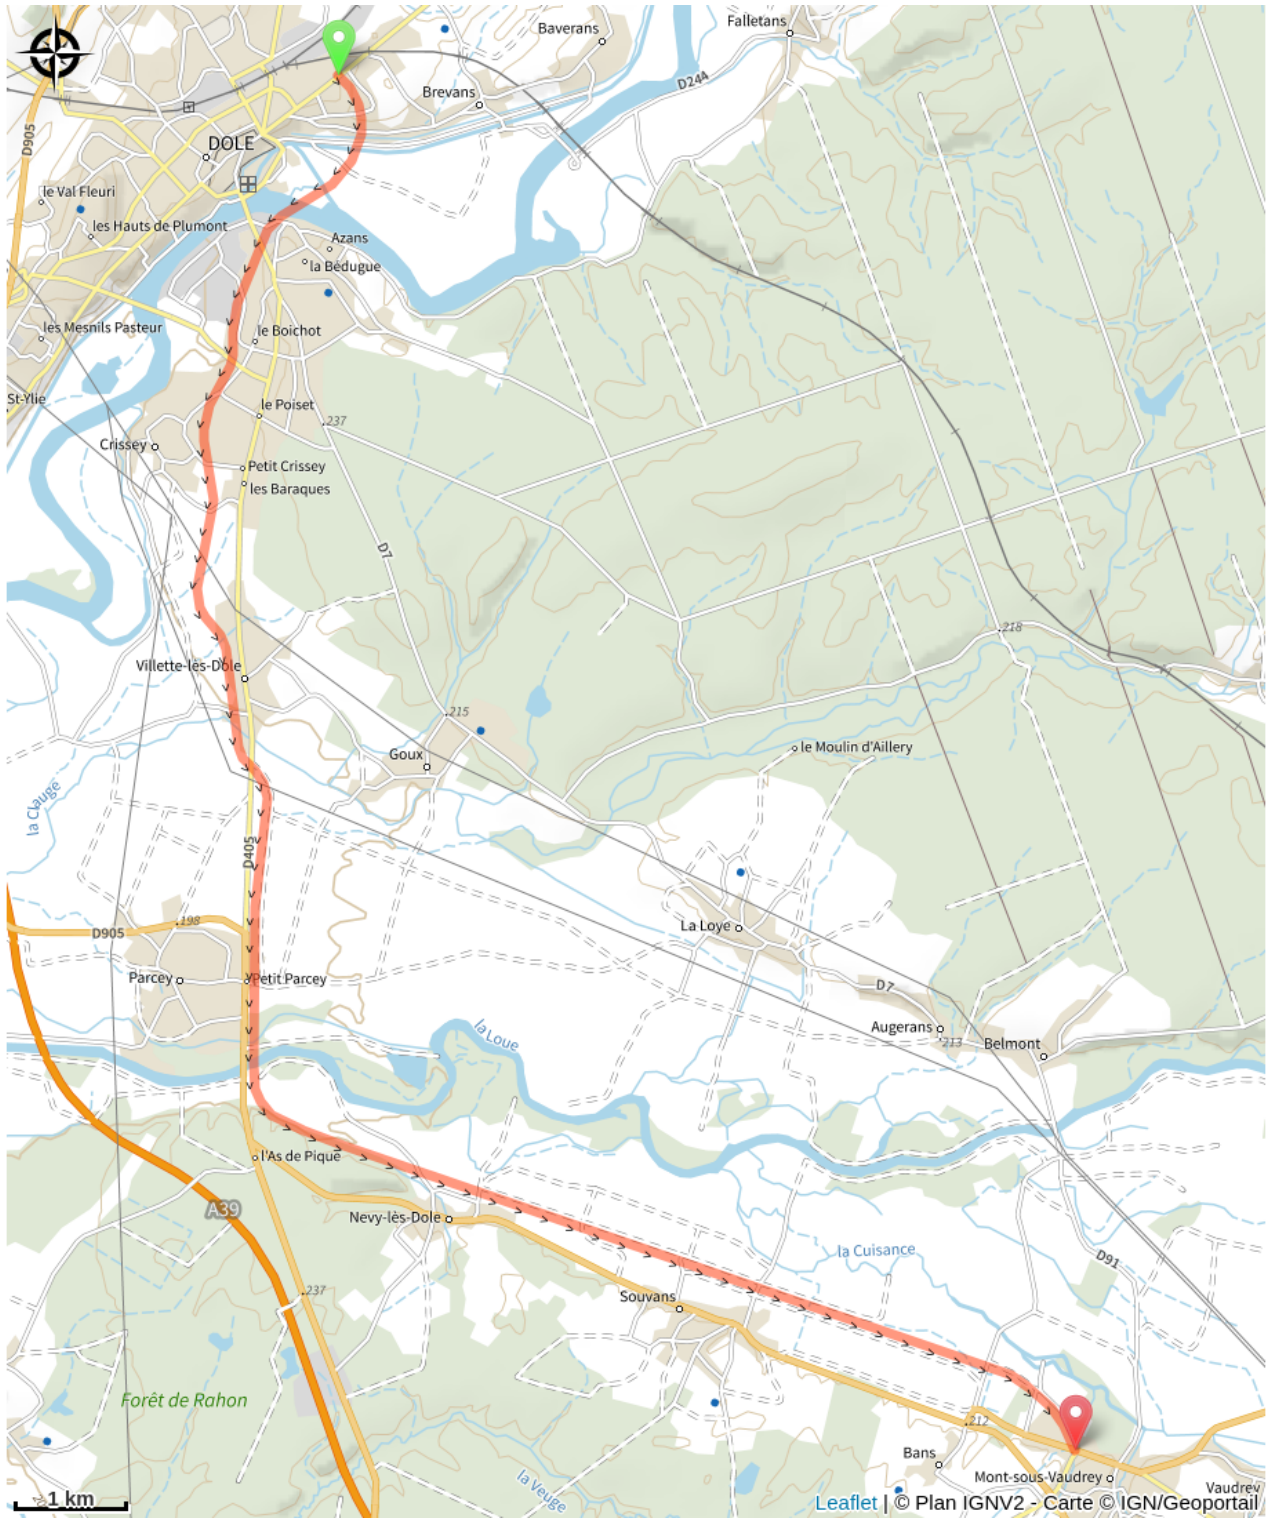 Falletans
Baverans
D244
Brevans
D905
DOLE
le Val Fleuri
les Hauts de Plumont
Azans
la Bédugue
les Mesnils Pasteur
le Boichot
St-Ylie
le Poiset
237
Crissey
Petit Crissey
les Baraques
D7
218
Villette-lès-Dole
215
Goux
le Moulin d'Aillery
la Clauge
D405
198
D905
La Loye
Parcey
Petit Parcey
D7
la Loue
Augerans
213
Belmont
l'As de Pique
A39
Nevy-lès-Dole
la Cuisance
D91
237
Souvans
Forêt de Rahon
212
Bans
Mont-sous-Vaudrey
la Veuge
Vaudrey
1 km
Leaflet | © Plan IGNV2 - Carte © IGN/Geoportail